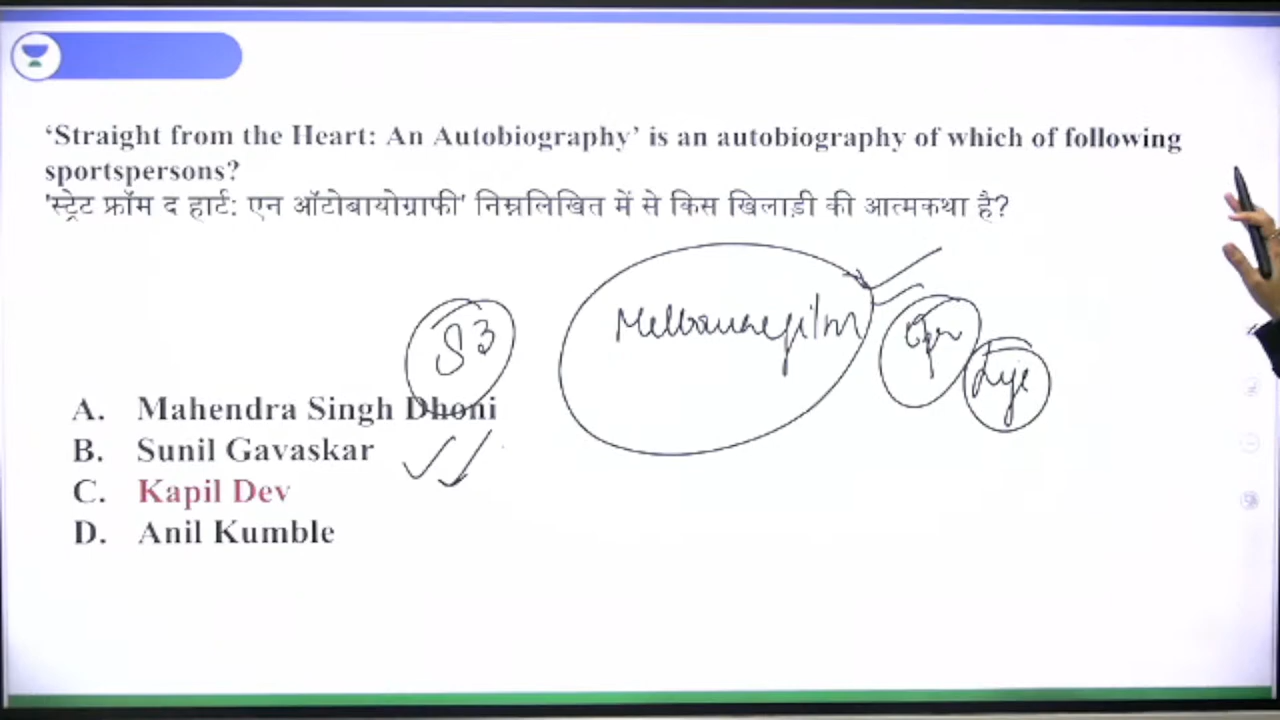 ‘Straight from the Heart: An Autobiography’ is an autobiography of which of following
sportspersons?
'स्ट्रेट फ्रॉम द हार्ट: एन ऑटोबायोग्राफी' निम्नलिखित में से किस खिलाड़ी की आत्मकथा है?
83
A. Mahendra Singh Dhoni
B. Sunil Gavaskar
C. Kapil Dev
D. Anil Kumble